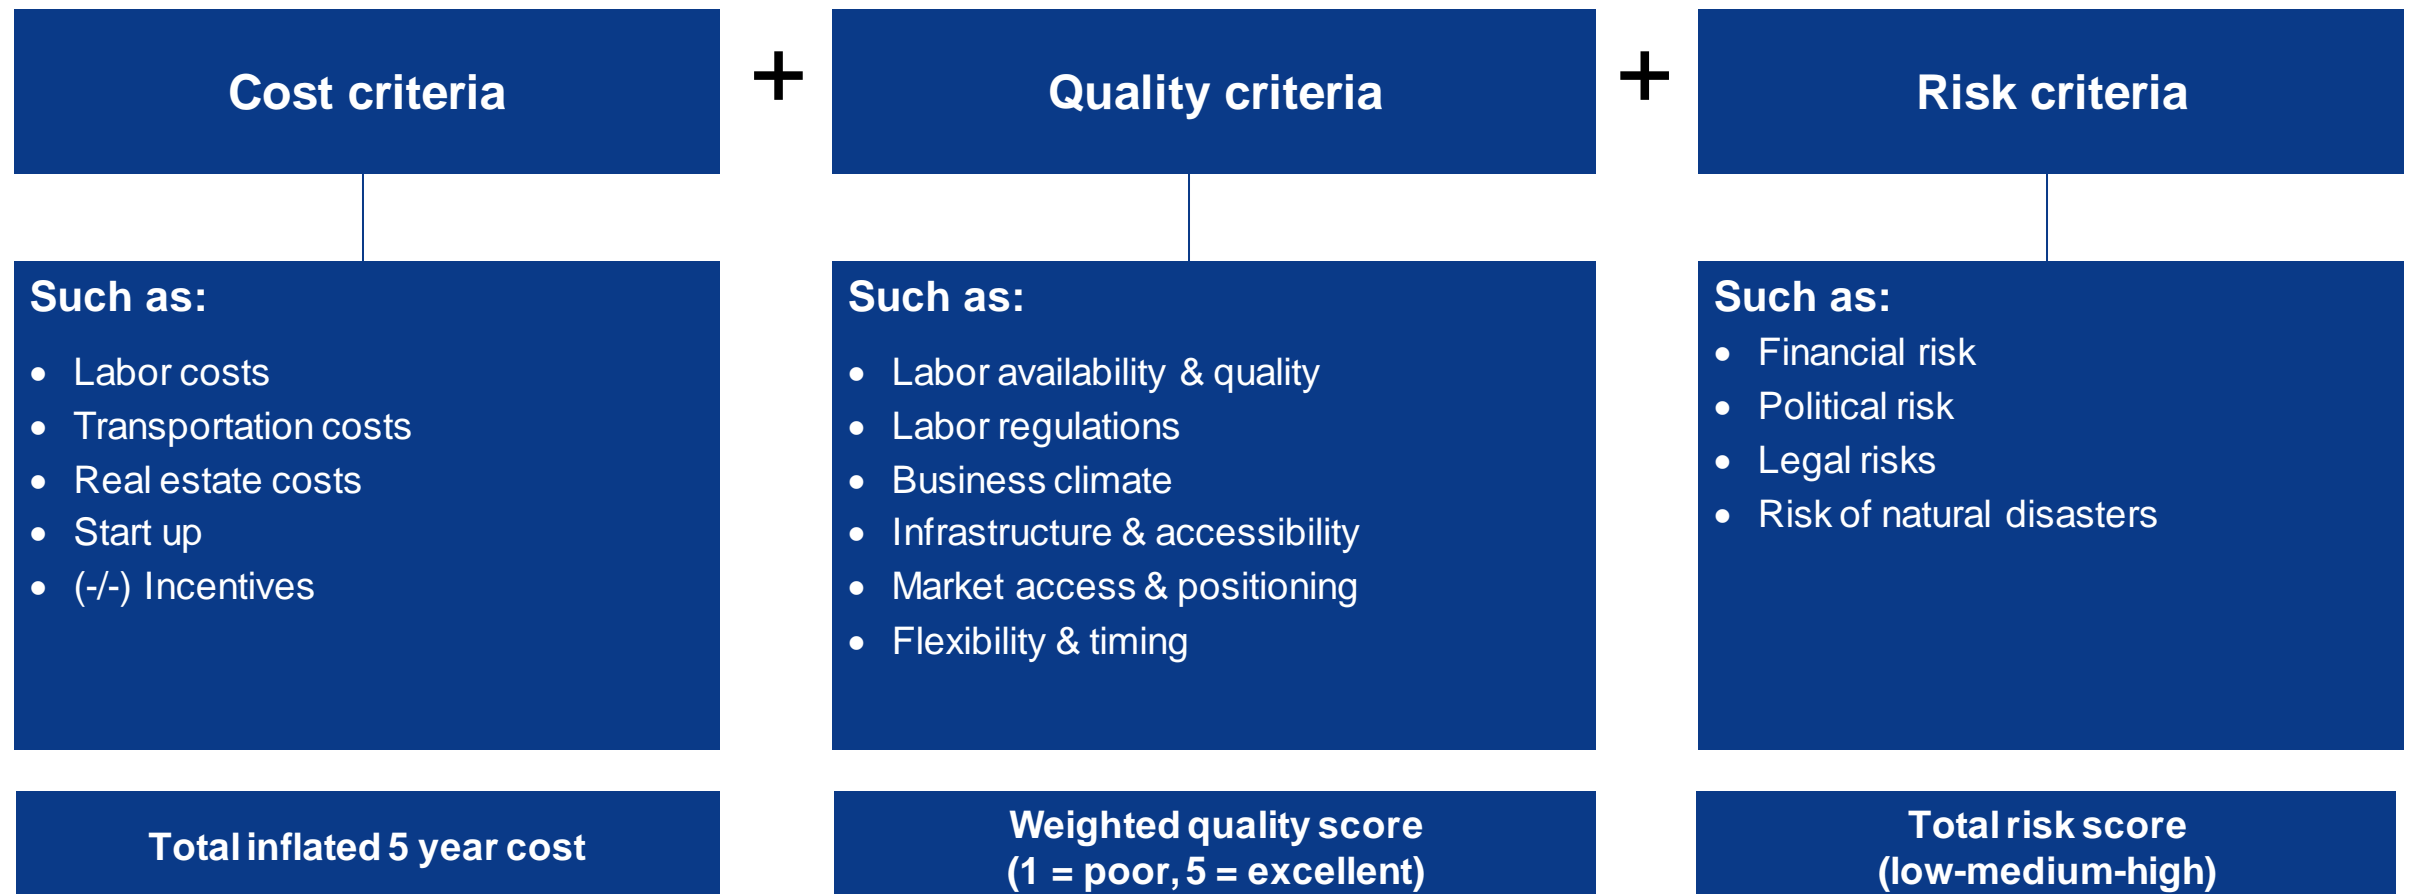 Cost criteria
+
Quality criteria
+
Risk criteria
Such as:
• Labor costs
• Transportation costs
• Real estate costs
• Start up
• (-/-) Incentives
Such as:
• Labor availability & quality
• Labor regulations
• Business climate
• Infrastructure & accessibility
• Market access & positioning
• Flexibility & timing
Such as:
• Financial risk
• Political risk
• Legal risks
• Risk of natural disasters
Total inflated 5 year cost
Weighted quality score
(1 = poor, 5 = excellent)
Total risk score
(low-medium-high)